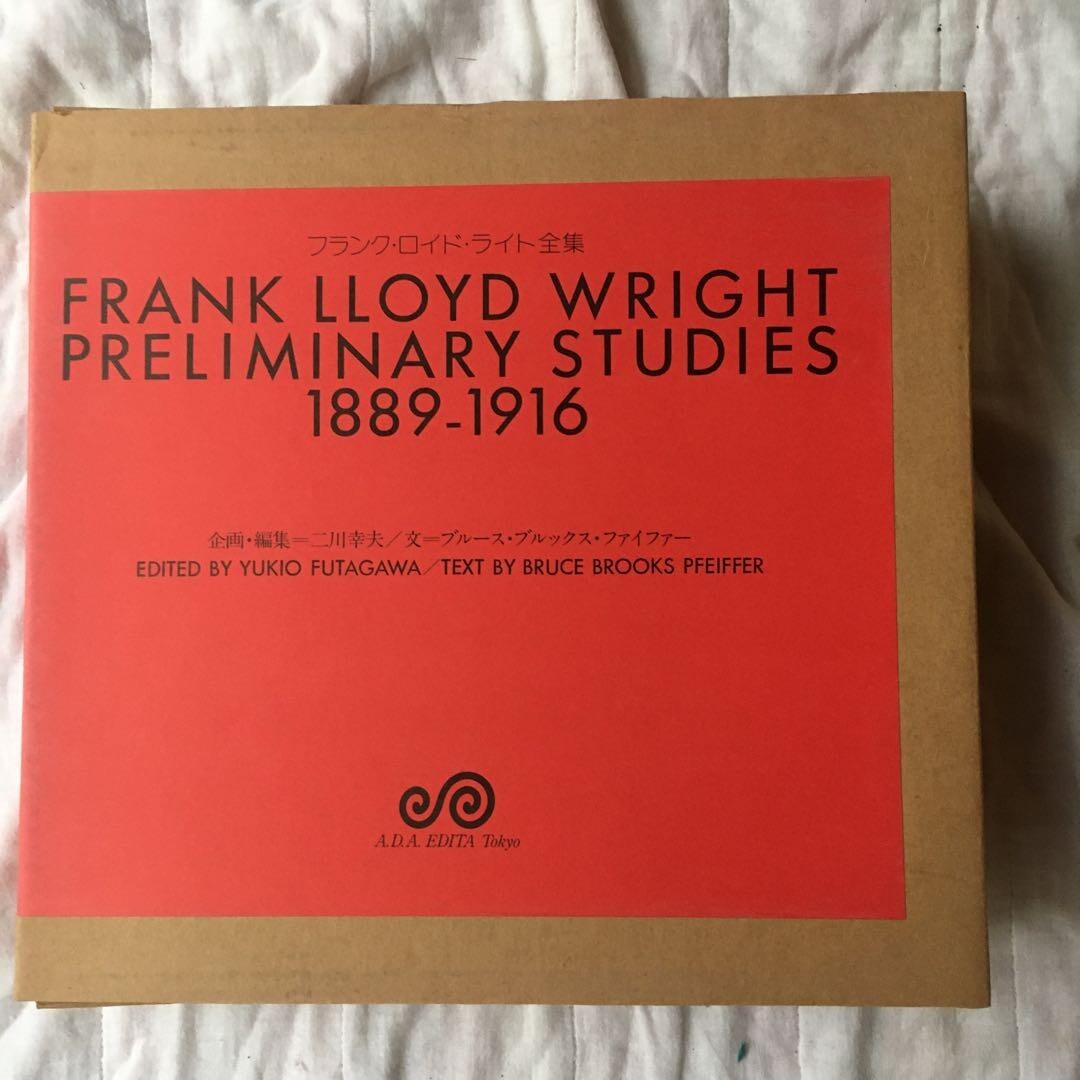 フランク・ロイド・ライト全集
FRANK LLOYD WRIGHT
PRELIMINARY STUDIES
1889-1916
企画・編集=二川幸夫/文=ブルース・ブルックス・ファイファー
EDITED BY YUKIO FUTAGAWA/TEXT BY BRUCE BROOKS PFEIFFER
A.D.A. EDITA Tokyo